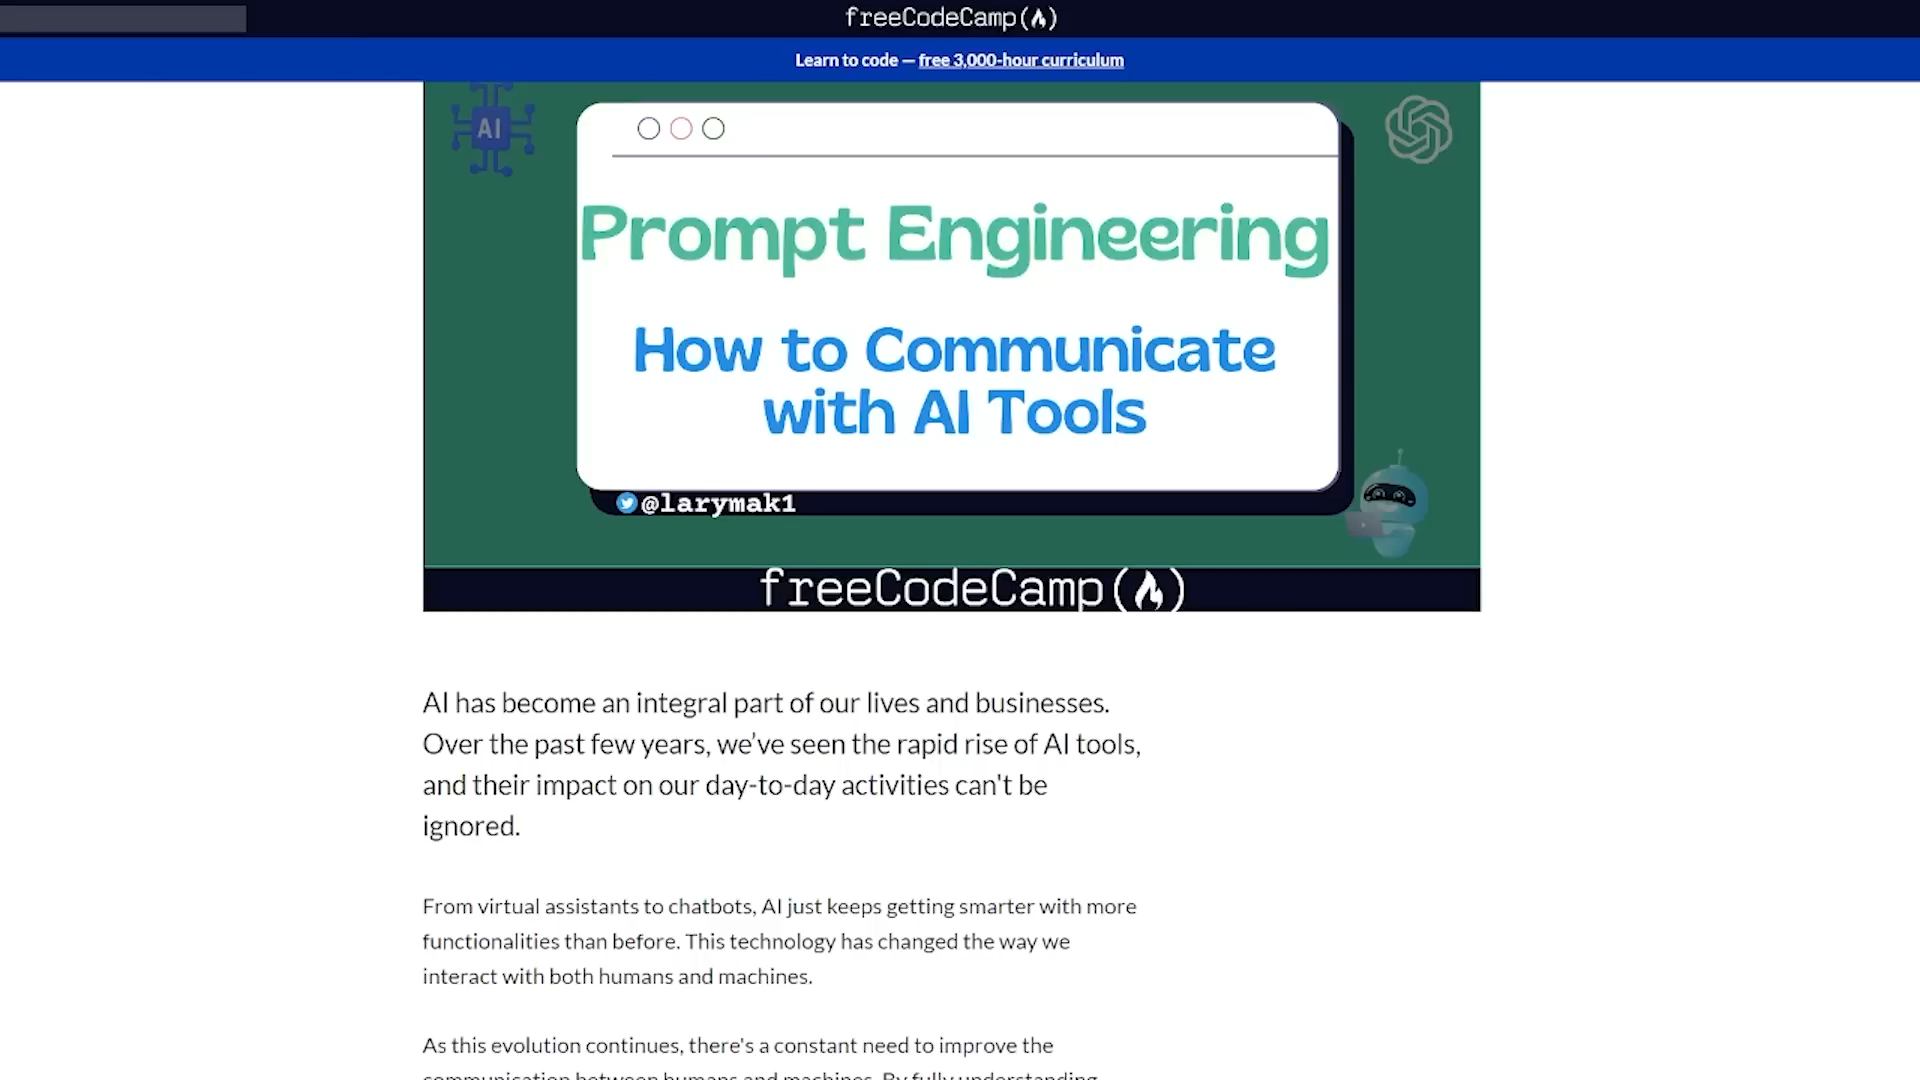 freeCodeCamp
Learn to code — free 3,000-hour curriculum
AI
Prompt Engineering
How to Communicate
with AI Tools
@larymak1
freeCodeCamp
AI has become an integral part of our lives and businesses.
Over the past few years, we’ve seen the rapid rise of AI tools,
and their impact on our day-to-day activities can't be
ignored.
From virtual assistants to chatbots, AI just keeps getting smarter with more
functionalities than before. This technology has changed the way we
interact with both humans and machines.
As this evolution continues, there's a constant need to improve the
communication between humans and machines. By fully understanding